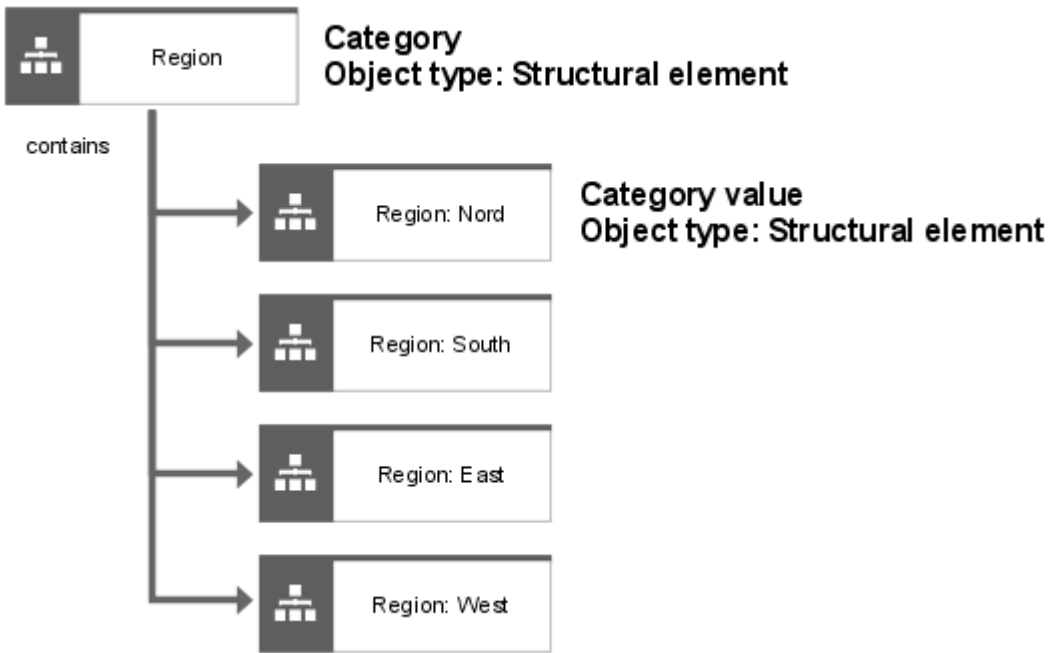 Region
Category
Object type: Structural element
contains
Region: Nord
Category value
Object type: Structural element
Region: South
Region: East
Region: West